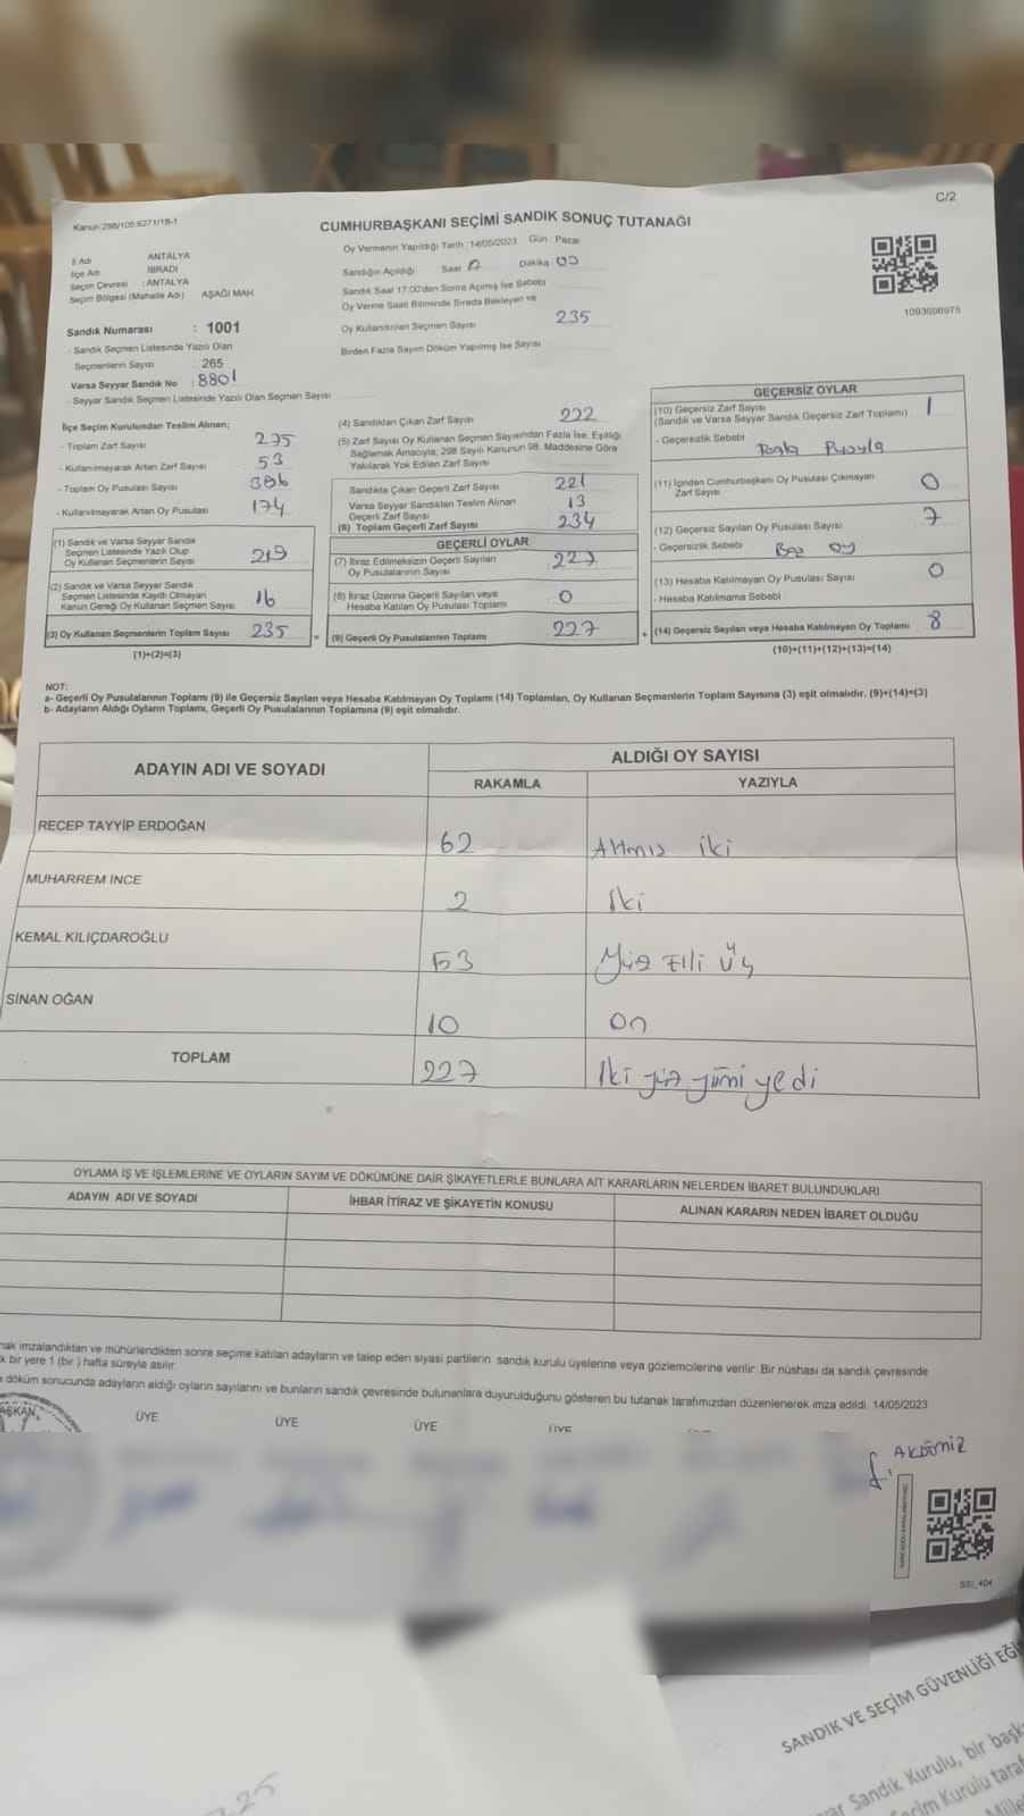 C/2
Kanun:298/105 6271/18-1
CUMHURBAŞKANI SEÇİMİ SANDIK SONUÇ TUTANAĞI
Oy Vermenin Yapıldığı Tarih :14/05/2023 Gün : Pazar
İl Adı ANTALYA
İlçe Adı İBRADI
Seçim Çevresi : ANTALYA
Seçim Bölgesi (Mahalle Adı) AŞAĞI MAH
Sandık Numarası : 1001
- Sandık Seçmen Listesinde Yazılı Olan
Seçmenlerin Sayısı 265
Varsa Seyyar Sandık No : 8801
- Seyyar Sandık Seçmen Listesinde Yazılı Olan Seçmen Sayısı
Sandığın Açıldığı Saat Dakika 00
Sandık Saat 17:00'den Sonra Açılmış İse Sebebi
Oy Verme Saati Bitiminde Sırada Bekleyen ve
Oy Kullandırılan Seçmen Sayısı 235
Birden Fazla Sayım Döküm Yapılmış İse Sayısı
1003000075
İlçe Seçim Kurulundan Teslim Alınan;
- Toplam Zarf Sayısı 275
- Kullanılmayarak Artan Zarf Sayısı 53
- Toplam Oy Pusulası Sayısı 386
- Kullanılmayarak Artan Oy Pusulası 174
(1) Sandık ve Varsa Seyyar Sandık
Seçmen Listesinde Yazılı Olup
Oy Kullanan Seçmenlerin Sayısı 219
(2) Sandık ve Varsa Seyyar Sandık
Seçmen Listesinde Kayıtlı Olmayan
Kanun Gereği Oy Kullanan Seçmen Sayısı 16
(3) Oy Kullanan Seçmenlerin Toplam Sayısı 235
(1)+(2)=(3)
(4) Sandıktan Çıkan Zarf Sayısı 222
(5) Zarf Sayısı Oy Kullanan Seçmen Sayısından Fazla İse, Eşitliği
Sağlamak Amacıyla; 298 Sayılı Kanunun 98. Maddesine Göre
Yakılarak Yok Edilen Zarf Sayısı
Sandıkta Çıkan Geçerli Zarf Sayısı 221
Varsa Seyyar Sandıktan Teslim Alınan
Geçerli Zarf Sayısı 13
(6) Toplam Geçerli Zarf Sayısı 234
GEÇERLİ OYLAR
(7) İtiraz Edilmeksizin Geçerli Sayılan
Oy Pusulalarının Sayısı 227
(8) İtiraz Üzerine Geçerli Sayılan veya
Hesaba Katılan Oy Pusulası Toplamı 0
=
(9) Geçerli Oy Pusulalarının Toplamı 227
GEÇERSİZ OYLAR
(10) Geçersiz Zarf Sayısı
(Sandık ve Varsa Seyyar Sandık Geçersiz Zarf Toplamı) 1
- Geçersizlik Sebebi Pusula
(11) İçinden Cumhurbaşkanı Oy Pusulası Çıkmayan
Zarf Sayısı 0
(12) Geçersiz Sayılan Oy Pusulası Sayısı 7
- Geçersizlik Sebebi Boş oy
(13) Hesaba Katılmayan Oy Pusulası Sayısı 0
- Hesaba Katılmama Sebebi
+
(14) Geçersiz Sayılan veya Hesaba Katılmayan Oy Toplamı 8
(10)+(11)+(12)+(13)=(14)
NOT:
a- Geçerli Oy Pusulalarının Toplamı (9) ile Geçersiz Sayılan veya Hesaba Katılmayan Oy Toplamı (14) Toplamları, Oy Kullanan Seçmenlerin Toplam Sayısına (3) eşit olmalıdır. (9)+(14)=(3)
b- Adayların Aldığı Oyların Toplamı, Geçerli Oy Pusulalarının Toplamına (9) eşit olmalıdır.
ADAYIN ADI VE SOYADI ALDIĞI OY SAYISI
RAKAMLA YAZIYLA
RECEP TAYYİP ERDOĞAN 62 Altmış iki
MUHARREM İNCE 2 İki
KEMAL KILIÇDAROĞLU 153 Yüz Elli Üç
SİNAN OĞAN 10 On
TOPLAM 227 İki yüz yirmi yedi
OYLAMA İŞ VE İŞLEMLERİNE VE OYLARIN SAYIM VE DÖKÜMÜNE DAİR ŞİKAYETLERLE BUNLARA AİT KARARLARIN NELERDEN İBARET BULUNDUKLARI
ADAYIN ADI VE SOYADI İHBAR İTİRAZ VE ŞİKAYETİN KONUSU ALINAN KARARIN NEDEN İBARET OLDUĞU
nak imzalandıktan ve mühürlendikten sonra seçime katılan adayların ve talep eden siyasi partilerin sandık kurulu üyelerine veya gözlemcilerine verilir. Bir nüshası da sandık çevresinde
k bir yere 1 (bir ) hafta süreyle asılır.
döküm sonucunda adayların aldığı oyların sayılarını ve bunların sandık çevresinde bulunanlara duyurulduğunu gösteren bu tutanak tarafımızdan düzenlenerek imza edildi. 14/05/2023
AŞKAN ÜYE ÜYE ÜYE ÜYE
AKDENİZ
SSI_404
SANDIK VE SEÇİM GÜVENLİĞİ EĞİ
ar Sandık Kurulu, bir başk
eçim Kurulu taraf
Mille